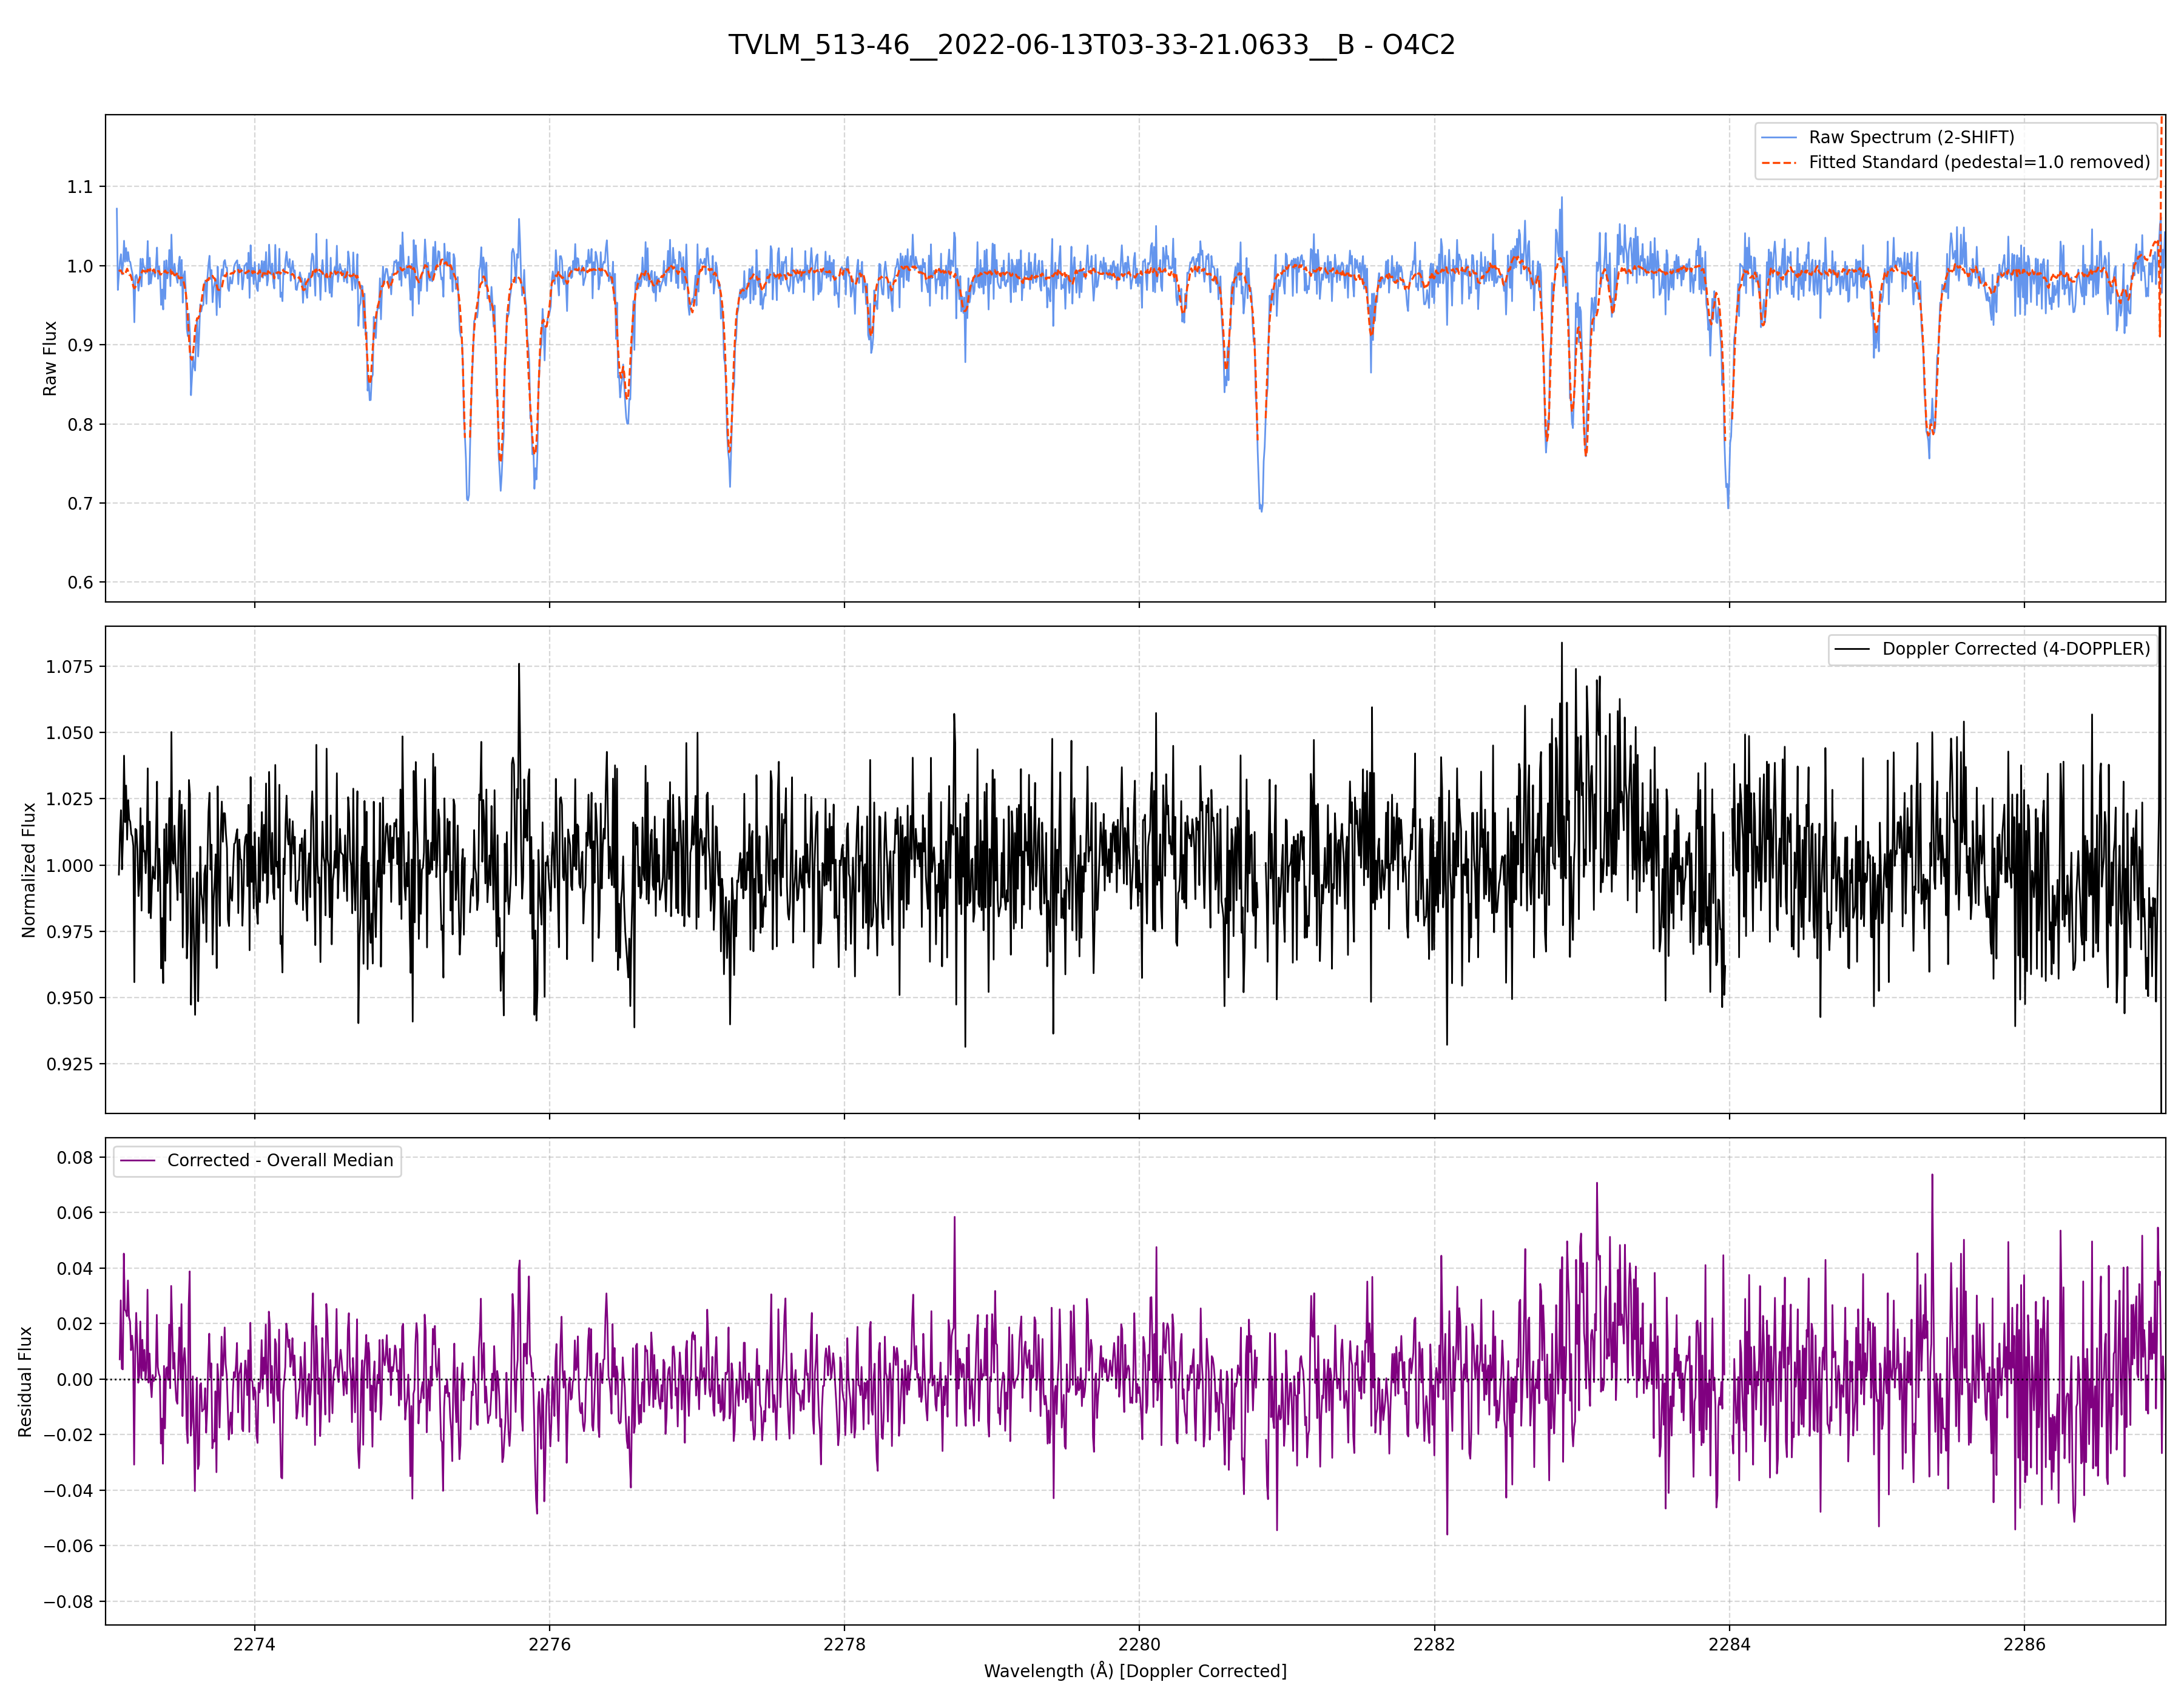 TVLM_513-46__2022-06-13T03-33-21.0633__B - O4C2
Raw Spectrum (2-SHIFT)
Fitted Standard (pedestal=1.0 removed)
Raw Flux
1.1
1.0
0.9
0.8
0.7
0.6
Doppler Corrected (4-DOPPLER)
Normalized Flux
1.075
1.050
1.025
1.000
0.975
0.950
0.925
Corrected - Overall Median
Residual Flux
0.08
0.06
0.04
0.02
0.00
−0.02
−0.04
−0.06
−0.08
2274 2276 2278 2280 2282 2284 2286
Wavelength (Å) [Doppler Corrected]